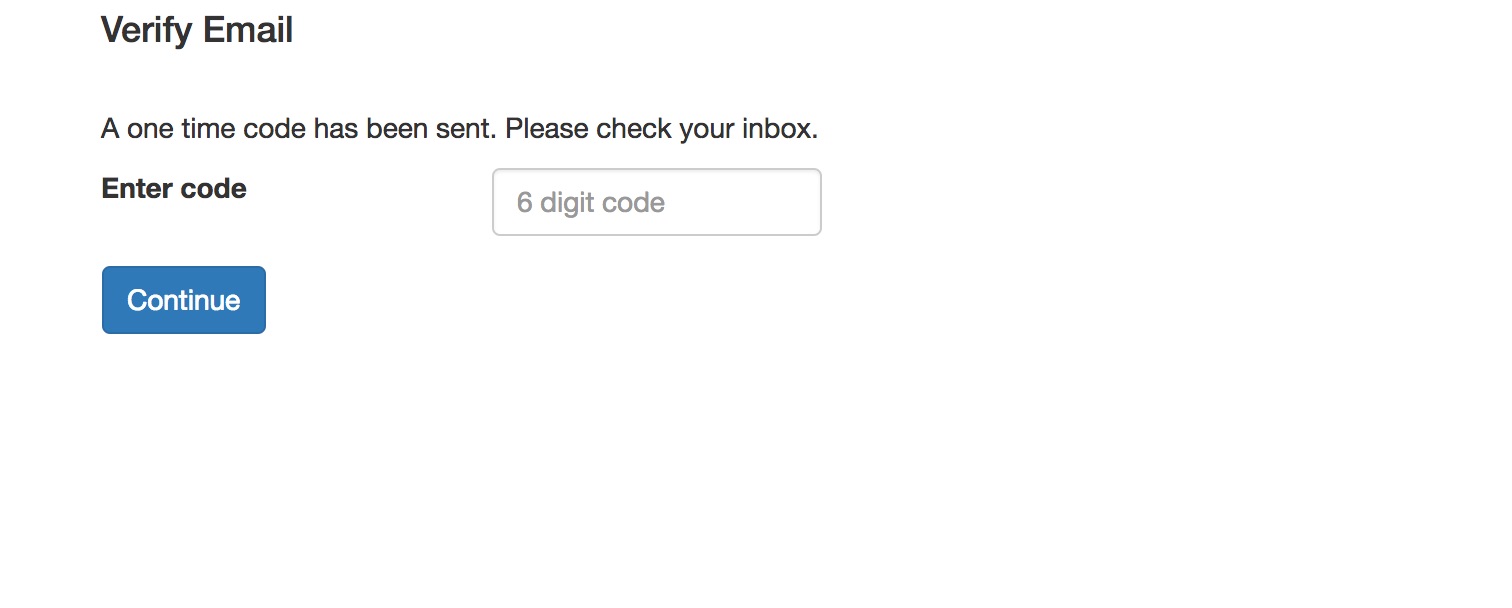 Verify Email
A one time code has been sent. Please check your inbox.
Enter code
6 digit code
Continue